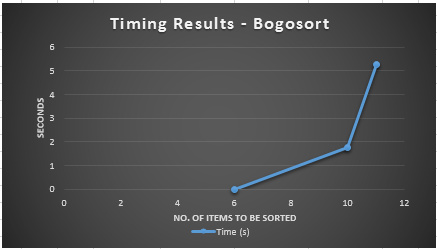 Timing Results - Bogosort
6
5
4
3
2
1
0
SECONDS
0 2 4 6 8 10 12
NO. OF ITEMS TO BE SORTED
Time (s)